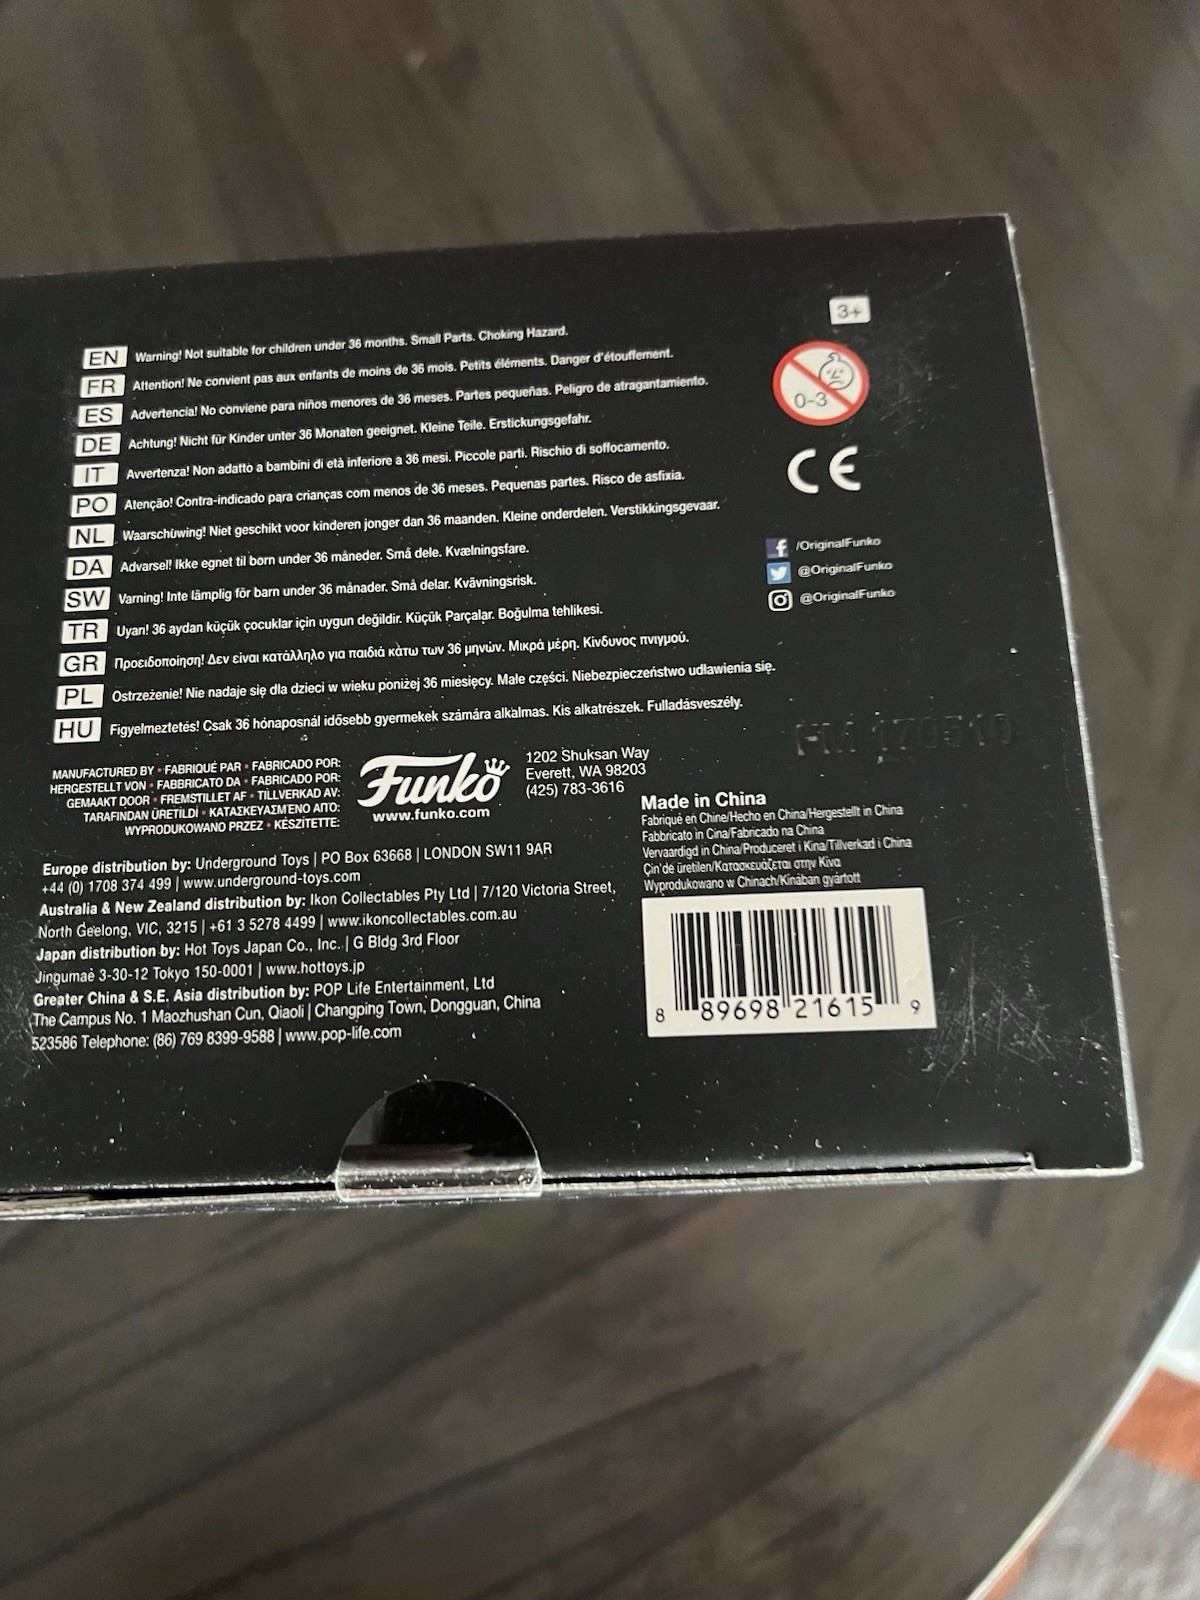 3+
EN Warning! Not suitable for children under 36 months. Small Parts. Choking Hazard.
FR Attention! Ne convient pas aux enfants de moins de 36 mois. Petits éléments. Danger d'étouffement.
ES Advertencia! No conviene para niños menores de 36 meses. Partes pequeñas. Peligro de atragantamiento.
DE Achtung! Nicht für Kinder unter 36 Monaten geeignet. Kleine Teile. Erstickungsgefahr.
IT Avvertenza! Non adatto a bambini di età inferiore a 36 mesi. Piccole parti. Rischio di soffocamento.
PO Atenção! Contra-indicado para crianças com menos de 36 meses. Pequenas partes. Risco de asfixia.
NL Waarschùwing! Niet geschikt voor kinderen jonger dan 36 maanden. Kleine onderdelen. Verstikkingsgevaar.
DA Advarsel! Ikke egnet til born under 36 måneder. Små dele. Kvælningsfare.
SW Varning! Inte lämplig för barn under 36 månader. Små delar. Kvävningsrisk.
TR Uyarı! 36 aydan küçük çocuklar için uygun değildir. Küçük Parçalar. Boğulma tehlikesi.
GR Προειδοποίηση! Δεν είναι κατάλληλο για παιδιά κάτω των 36 μηνών. Μικρά μέρη. Κίνδυνος πνιγμού.
PL Ostrzeżenie! Nie nadaje się dla dzieci w wieku poniżej 36 miesięcy. Małe części. Niebezpieczeństwo udławienia się.
HU Figyelmeztetés! Csak 36 hónaposnál idősebb gyermekek számára alkalmas. Kis alkatrészek. Fulladásveszély.
0-3
CE
/OriginalFunko
@OriginalFunko
@OriginalFunko
FM 170510
MANUFACTURED BY • FABRIQUÉ PAR • FABRICADO POR:
HERGESTELLT VON • FABBRICATO DA • FABRICADO POR:
GEMAAKT DOOR • FREMSTILLET AF • TILLVERKAD AV:
TARAFINDAN ÜRETİLDİ • ΚΑΤΑΣΚΕΥΑΣΜΕΝΟ ΑΠΟ:
WYPRODUKOWANO PRZEZ • KÉSZÍTETTE:
Funko
www.funko.com
1202 Shuksan Way
Everett, WA 98203
(425) 783-3616
Made in China
Fabriqué en Chine/Hecho en China/Hergestellt in China
Fabbricato in Cina/Fabricado na China
Vervaardigd in China/Produceret i Kina/Tillverkad i China
Çin'de üretilen/Κατασκευάζεται στην Κίνα
Wyprodukowano w Chinach/Kínában gyártott
Europe distribution by: Underground Toys | PO Box 63668 | LONDON SW11 9AR
+44 (0) 1708 374 499 | www.underground-toys.com
Australia & New Zealand distribution by: Ikon Collectables Pty Ltd | 7/120 Victoria Street,
North Geelong, VIC, 3215 | +61 3 5278 4499 | www.ikoncollectables.com.au
Japan distribution by: Hot Toys Japan Co., Inc. | G Bldg 3rd Floor
Jingumae 3-30-12 Tokyo 150-0001 | www.hottoys.jp
Greater China & S.E. Asia distribution by: POP Life Entertainment, Ltd
The Campus No. 1 Maozhushan Cun, Qiaoli | Changping Town, Dongguan, China
523586 Telephone: (86) 769 8399-9588 | www.pop-life.com
8 89698 21615 9